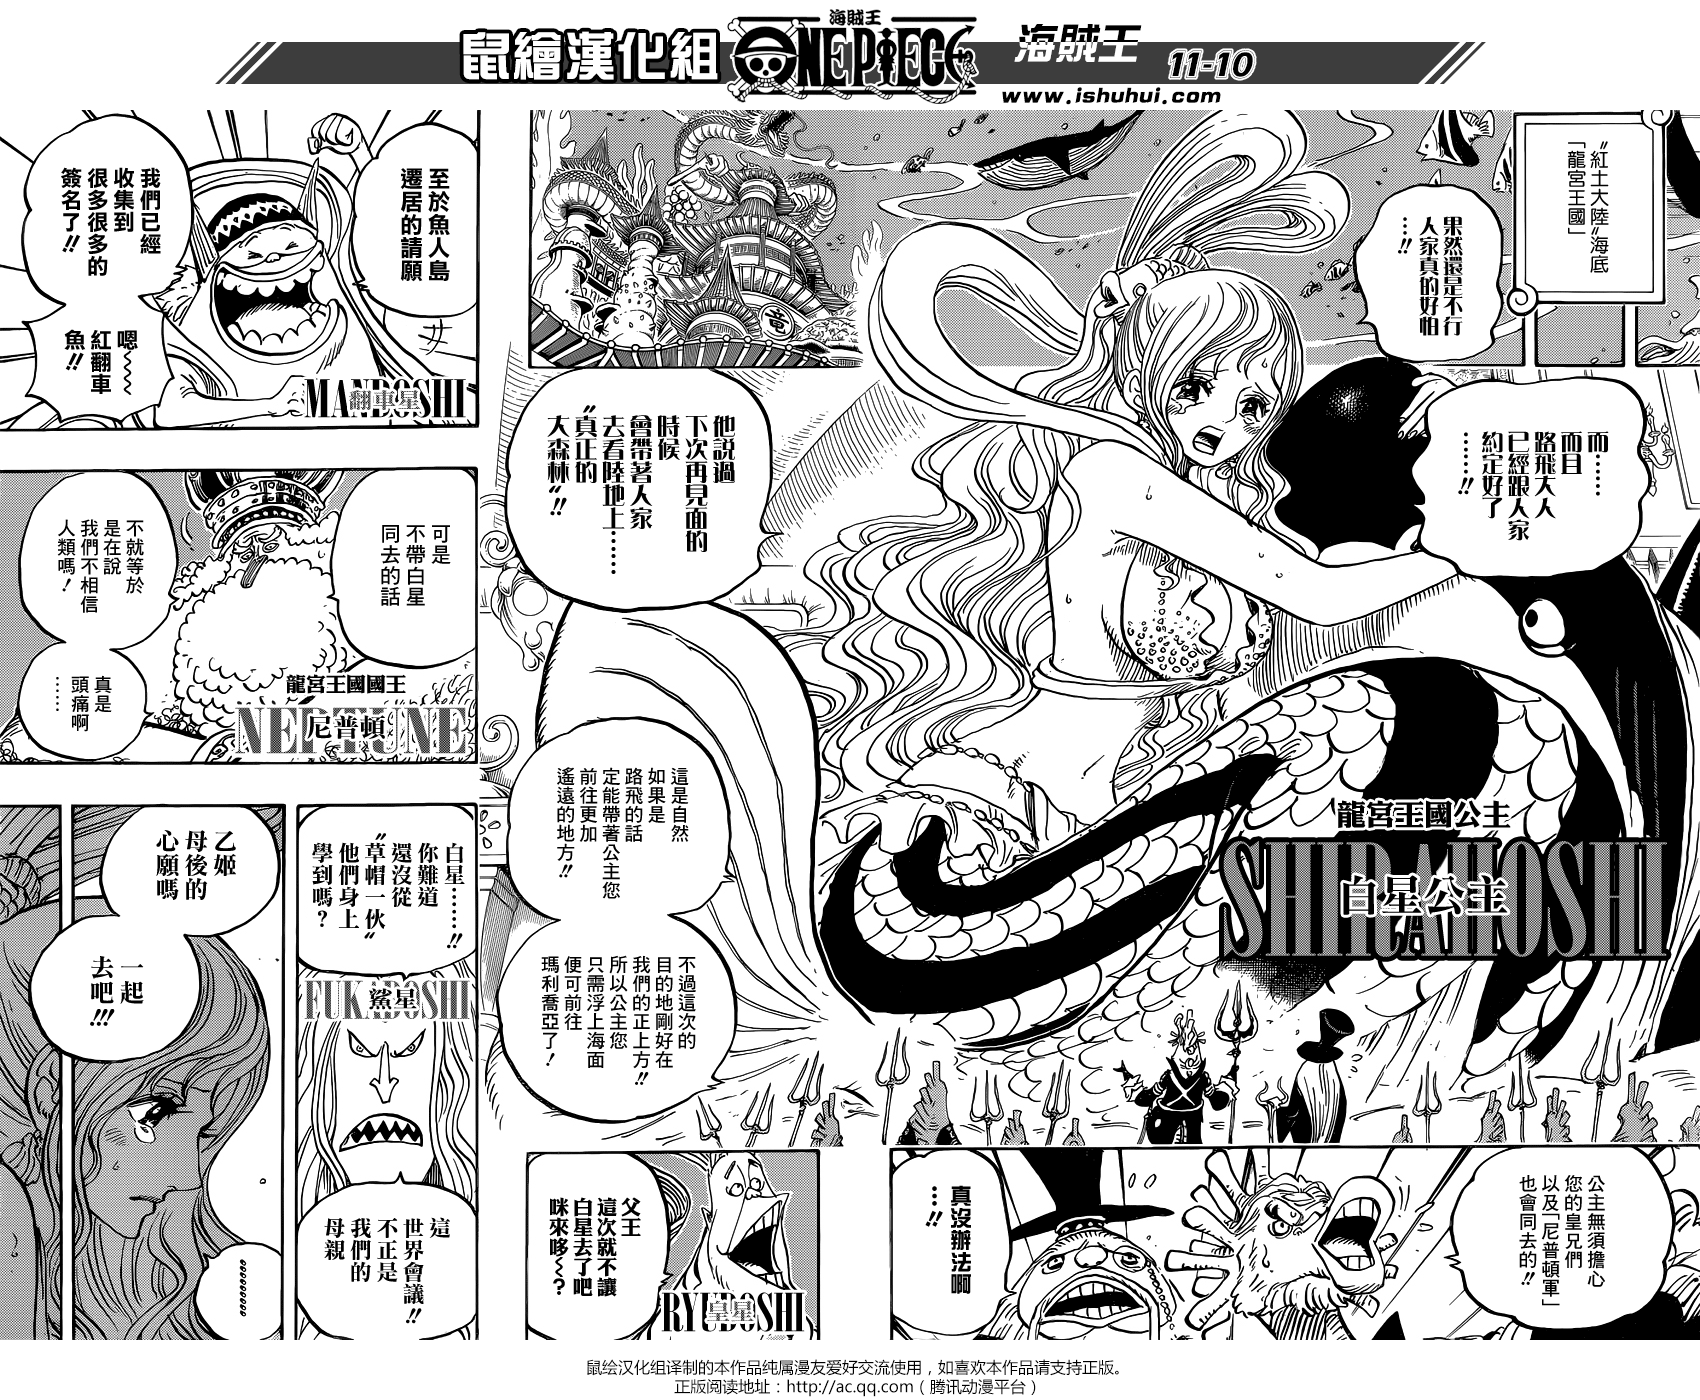 鼠繪漢化組
海賊王
ONE PIECE
海賊王
11-10
www.ishuhui.com
〝紅土大陸〞海底
「龍宮王國」
果然還是不行
人家真的好怕
…!!
而……
而且
路飛大人
已經跟人家
約定好了
……!!
他說過
下次再見面的
時候
會帶著人家
去看陸地上……
〝真正的
大森林〞!!
龍宮王國公主
SHIRAHOSHI
白星公主
這是自然
如果是
路飛的話
定能帶著公主您
前往更加
遙遠的地方!!
不過這次的
目的地剛好在
我們的正上方!!
所以公主您
只需浮上海面
便可前往
瑪利喬亞了!
竜
公主無須擔心
您的皇兄們
以及「尼普頓軍」
也會同去的!!
真沒辦法啊
…!!
父王
這次就不讓
白星去了吧
咪來哆~?
RYUBOSHI
皇星
至於魚人島
遷居的請願
我們已經
收集到
很多很多的
簽名了!!
嗯~~~
紅翻車
魚!!
MANBOSHI
翻車星
可是
不帶白星
同去的話
不就等於
是在說
我們不相信
人類嗎!
真是
頭痛啊
……
龍宮王國國王
NEPTUNE
尼普頓
白星……!!
你難道
還沒從
〝草帽一伙〞
他們身上
學到嗎?
FUKABOSHI
鯊星
這
世界會議!!
不正是
我們的
母親
乙姬
母後的
心願嗎
一起
去吧!!!
………
鼠绘汉化组译制的本作品纯属漫友爱好交流使用，如喜欢本作品请支持正版。
正版阅读地址：http://ac.qq.com（腾讯动漫平台）